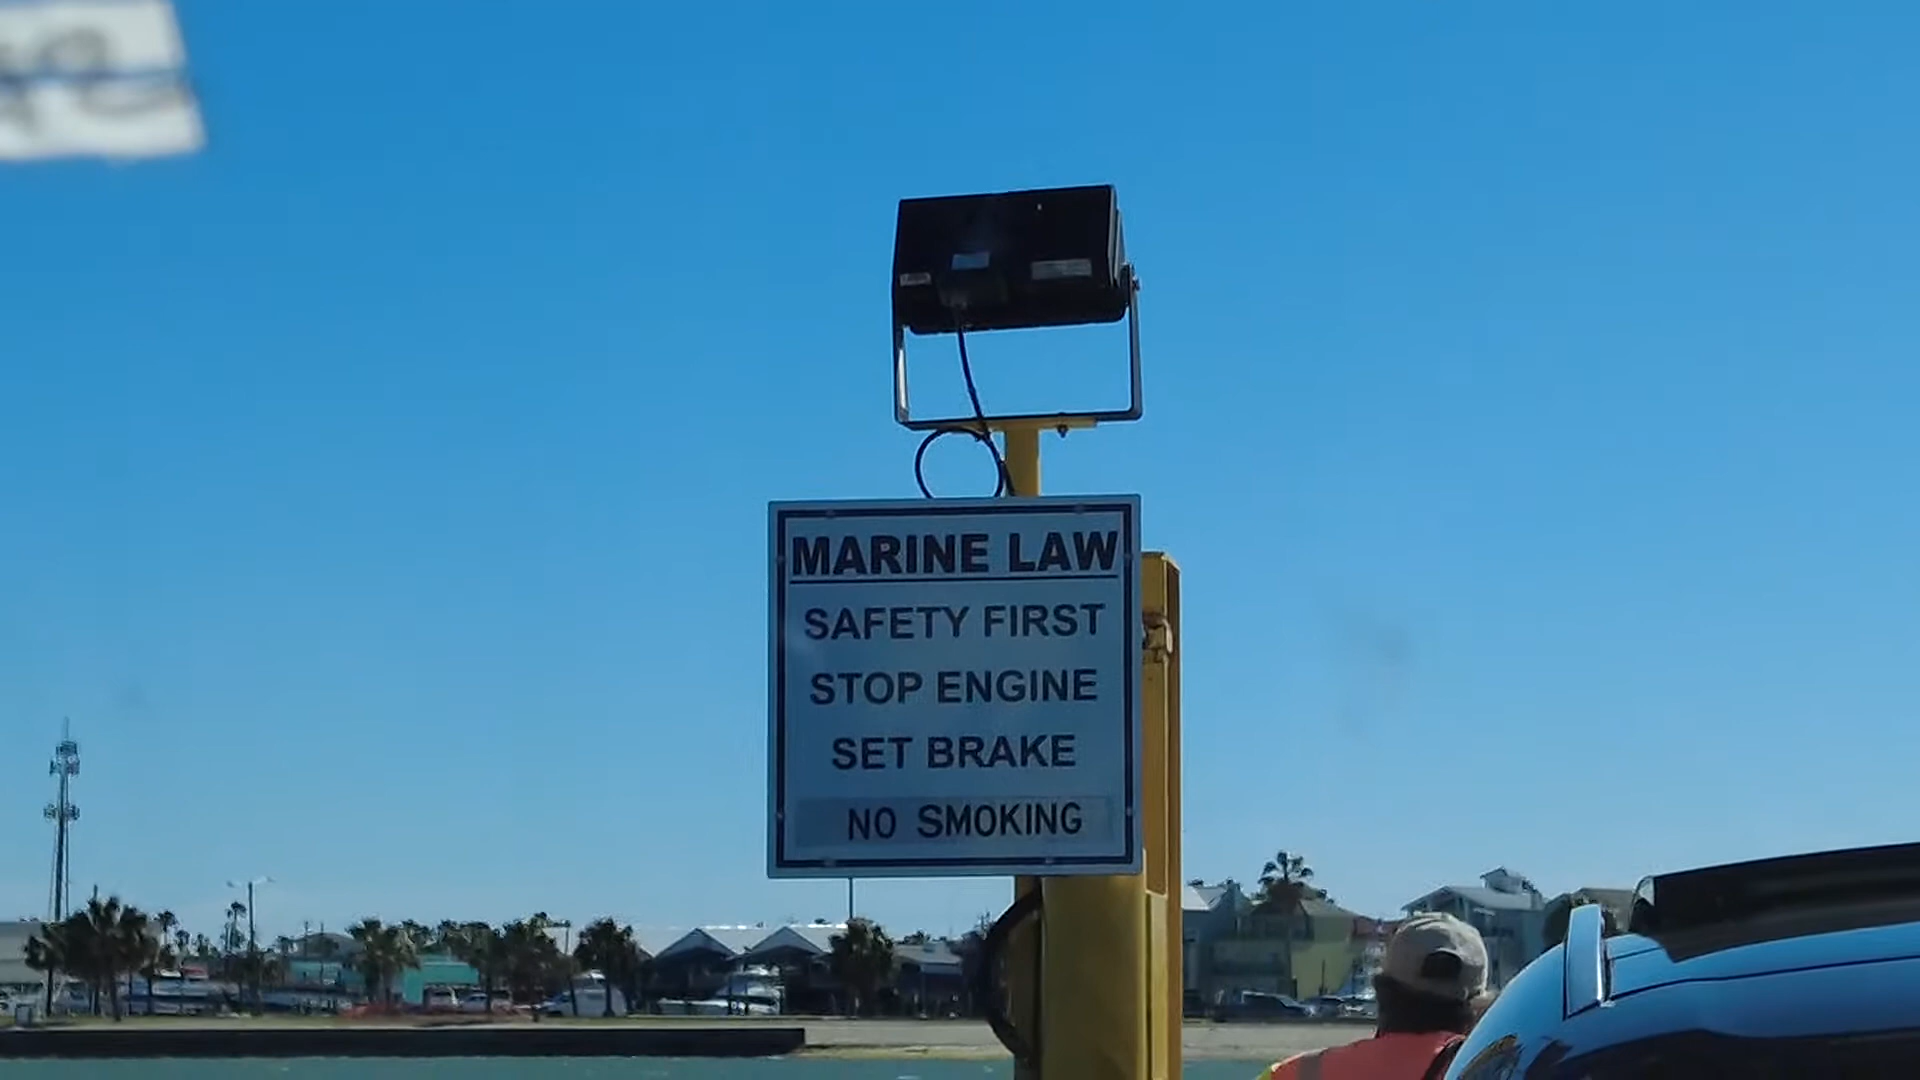 MARINE LAW
SAFETY FIRST
STOP ENGINE
SET BRAKE
NO SMOKING